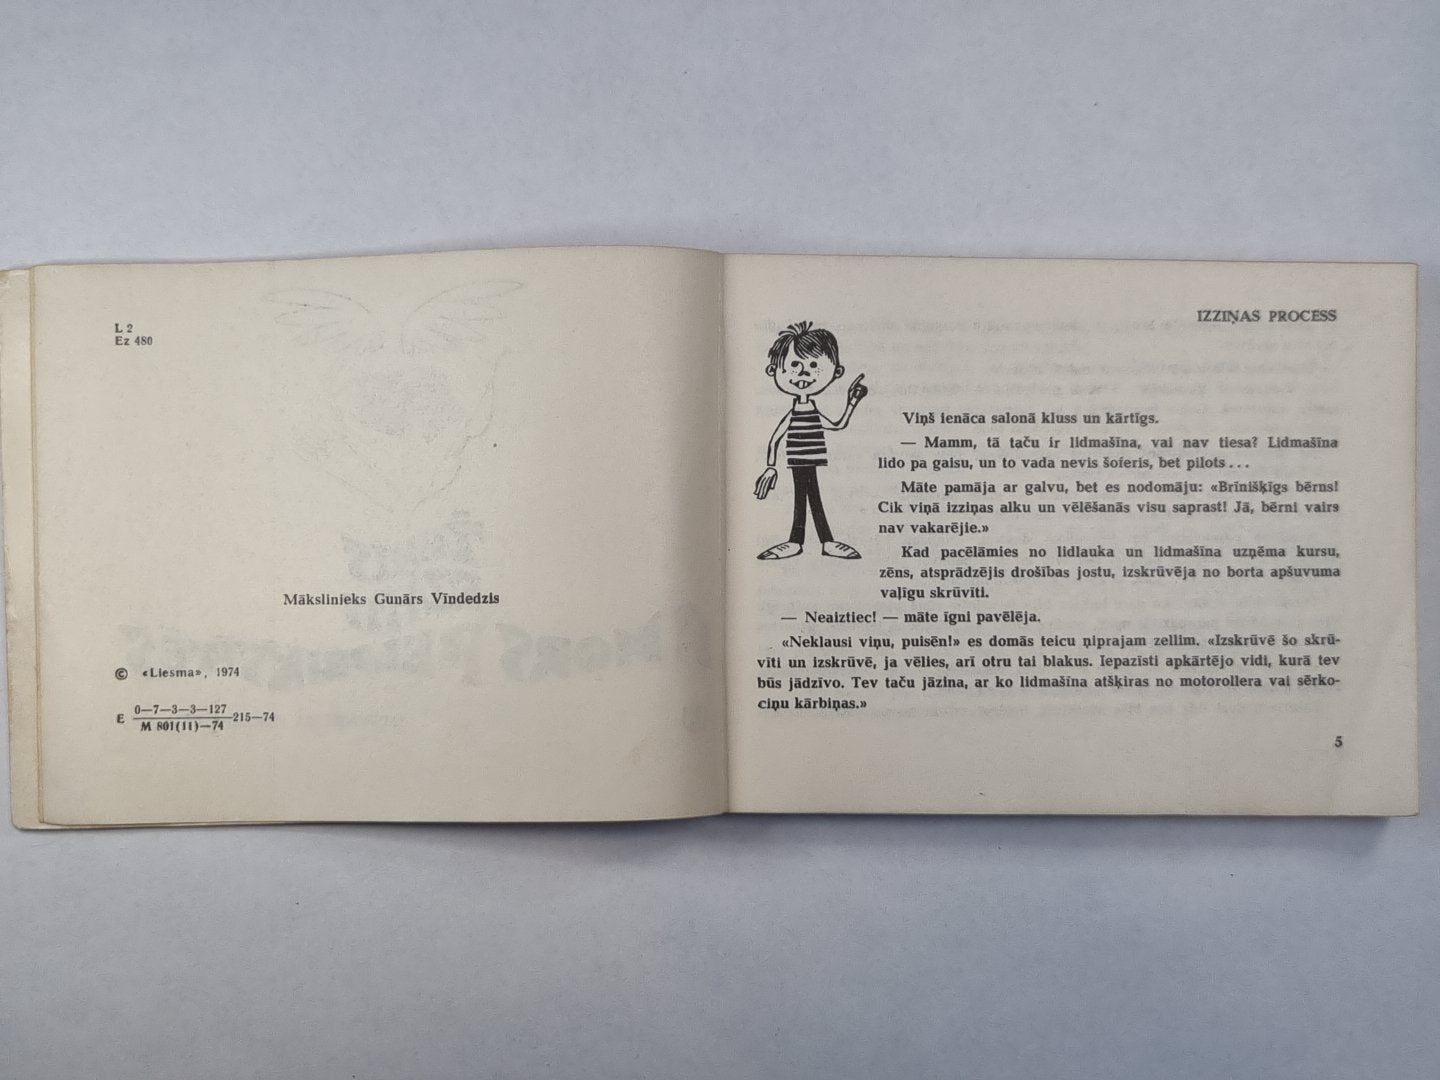 L 2
Ez 480
Mākslinieks Gunārs Vīndedzis
© «Liesma», 1974
E 0—7—3—3—127
M 801(11)—74 215—74
IZZIŅAS PROCESS
Viņš ienāca salonā kluss un kārtīgs.
— Mamm, tā taču ir lidmašīna, vai nav tiesa? Lidmašīna
lido pa gaisu, un to vada nevis šoferis, bet pilots . . .
Māte pamāja ar galvu, bet es nodomāju: «Brīnišķīgs bērns!
Cik viņā izziņas alku un vēlēšanās visu saprast! Jā, bērni vairs
nav vakarējie.»
Kad pacēlāmies no lidlauka un lidmašīna uzņēma kursu,
zēns, atsprādzējis drošības jostu, izskrūvēja no borta apšuvuma
vaļīgu skrūvīti.
— Neaiztiec! — māte īgni pavēlēja.
«Neklausi viņu, puisēn!» es domās teicu ņiprajam zellim. «Izskrūvē šo skrū-
vīti un izskrūvē, ja vēlies, arī otru tai blakus. Iepazīsti apkārtējo vidi, kurā tev
būs jādzīvo. Tev taču jāzina, ar ko lidmašīna atšķiras no motorollera vai sērko-
ciņu kārbiņas.»
5